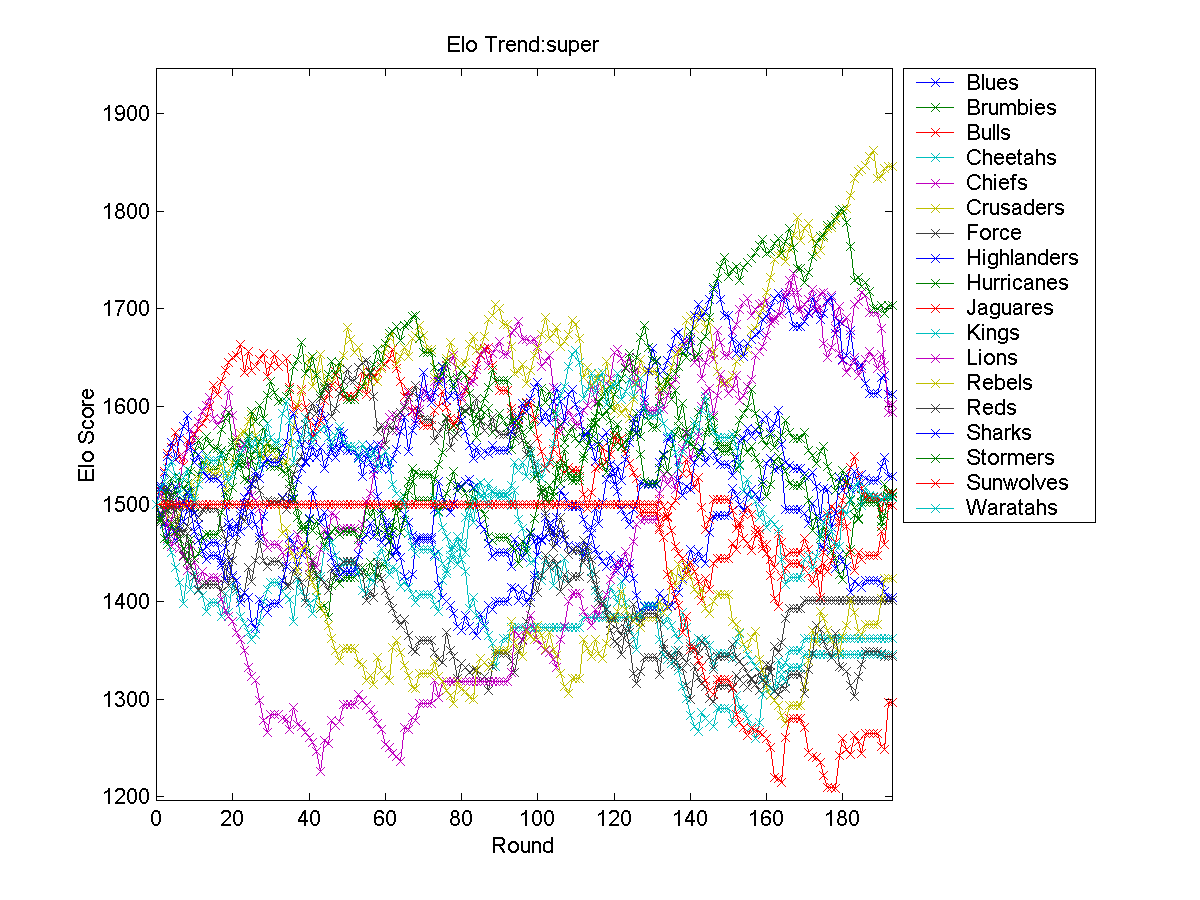 Elo Trend:super
1900
1800
1700
1600
1500
1400
1300
1200
Elo Score
0 20 40 60 80 100 120 140 160 180
Round
Blues
Brumbies
Bulls
Cheetahs
Chiefs
Crusaders
Force
Highlanders
Hurricanes
Jaguares
Kings
Lions
Rebels
Reds
Sharks
Stormers
Sunwolves
Waratahs